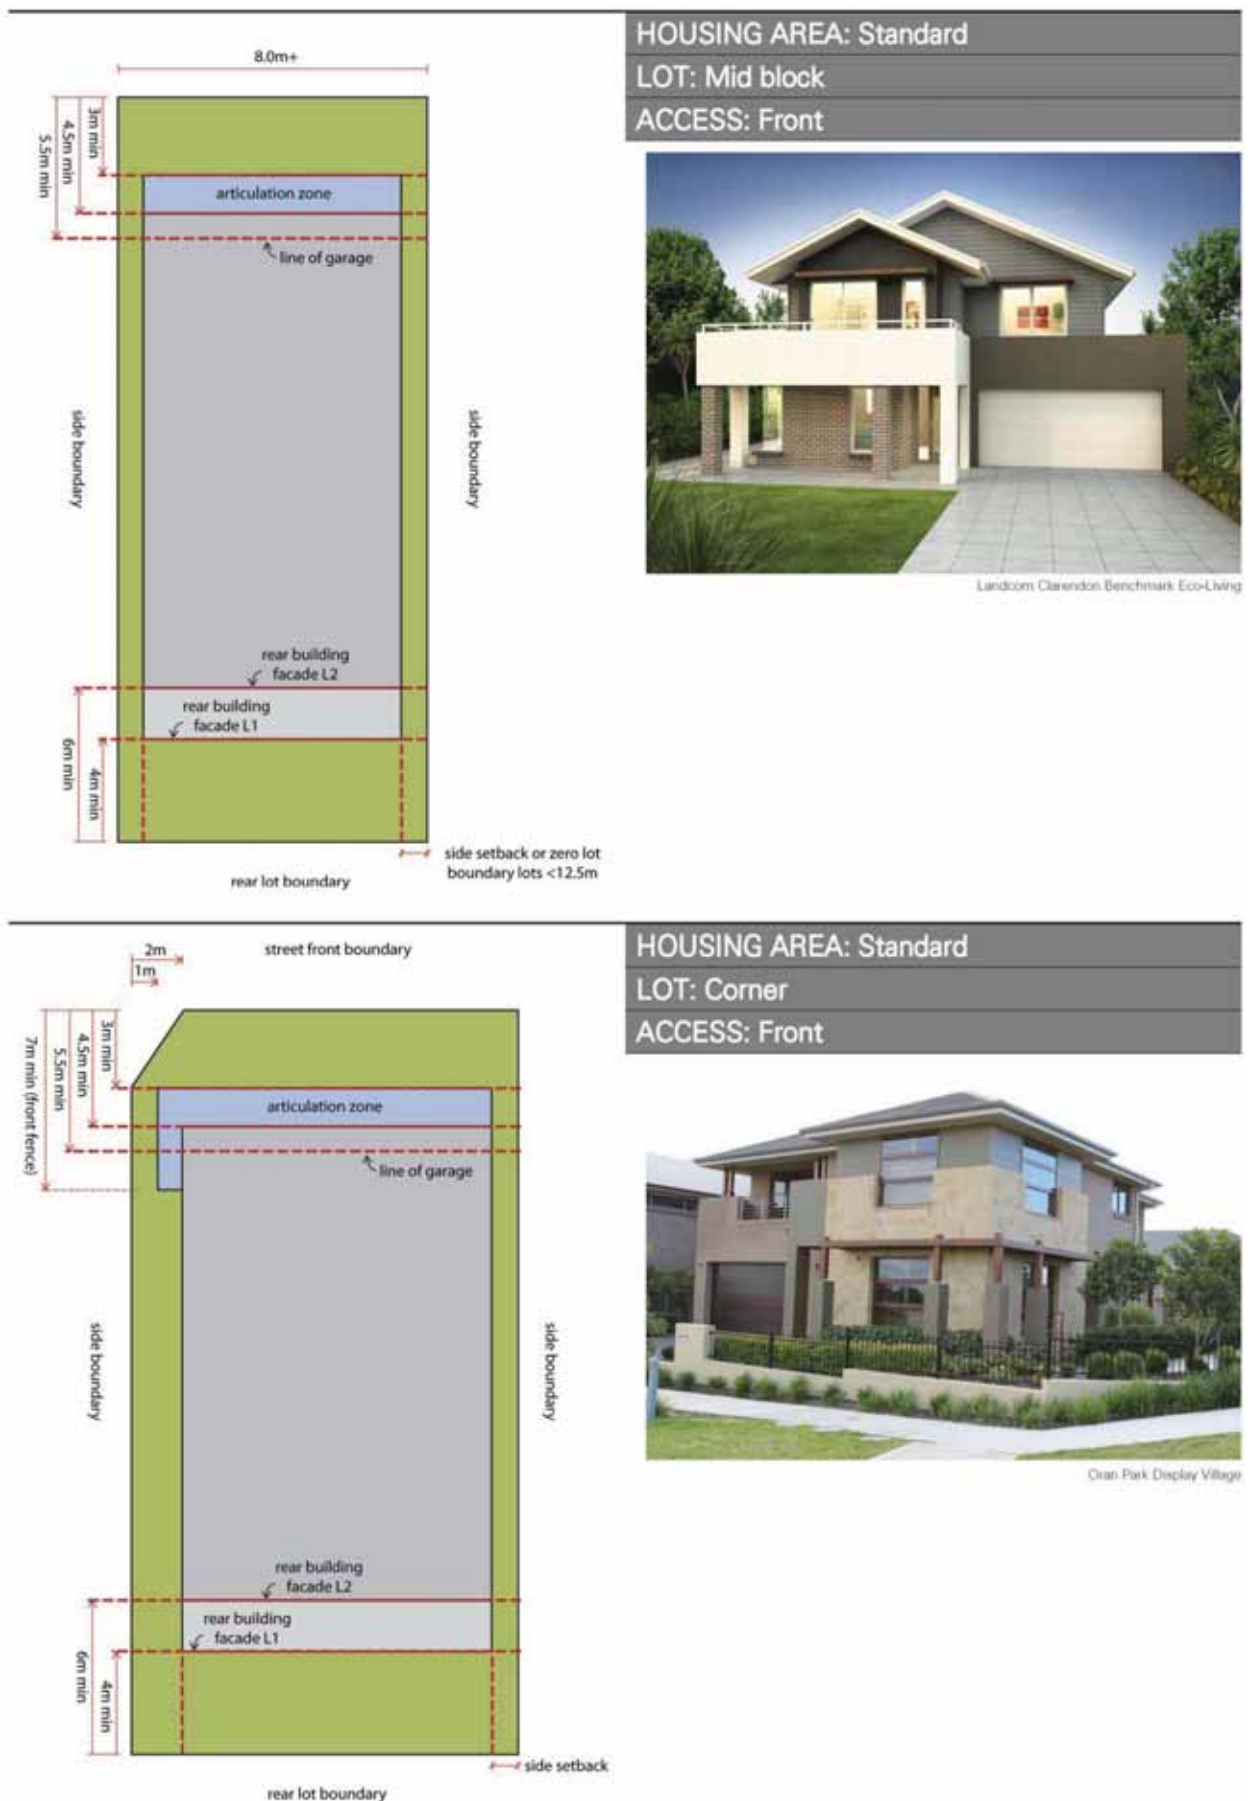 HOUSING AREA: Standard
LOT: Mid block
ACCESS: Front
8.0m+
3m min
4.5m min
5.5m min
articulation zone
line of garage
side boundary
side boundary
rear building
facade L2
rear building
facade L1
6m min
4m min
side setback or zero lot
boundary lots <12.5m
rear lot boundary
Landcom Clarendon Benchmark Eco-Living
HOUSING AREA: Standard
LOT: Corner
ACCESS: Front
2m
1m
street front boundary
3m min
4.5m min
5.5m min
7m min (front fence)
articulation zone
line of garage
side boundary
side boundary
rear building
facade L2
rear building
facade L1
6m min
4m min
side setback
rear lot boundary
Oran Park Display Village